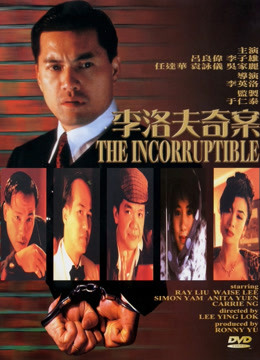 主演
呂良偉 李子雄
任達華 袁詠儀 吳家麗
導演
李英洛
監製
于仁泰
李洛夫奇案
THE INCORRUPTIBLE
starring
RAY LIU WAISE LEE
SIMON YAM ANITA YUEN
CARRIE NG
directed by
LEE YING LOK
produced by
RONNY YU
DVD